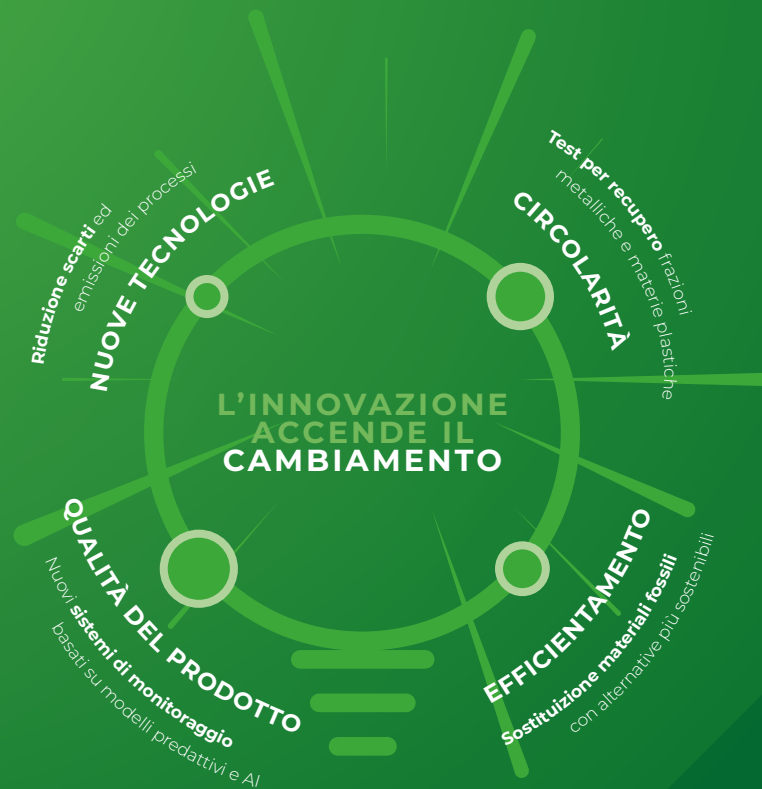 NUOVE TECNOLOGIE
Riduzione scarti ed
emissioni dei processi
CIRCOLARITÀ
Test per recupero frazioni
metalliche e materie plastiche
L’INNOVAZIONE
ACCENDE IL
CAMBIAMENTO
QUALITÀ DEL PRODOTTO
Nuovi sistemi di monitoraggio
basati su modelli predattivi e AI
EFFICIENTAMENTO
Sostituizione materiali fossili
con alternative più sostenibili